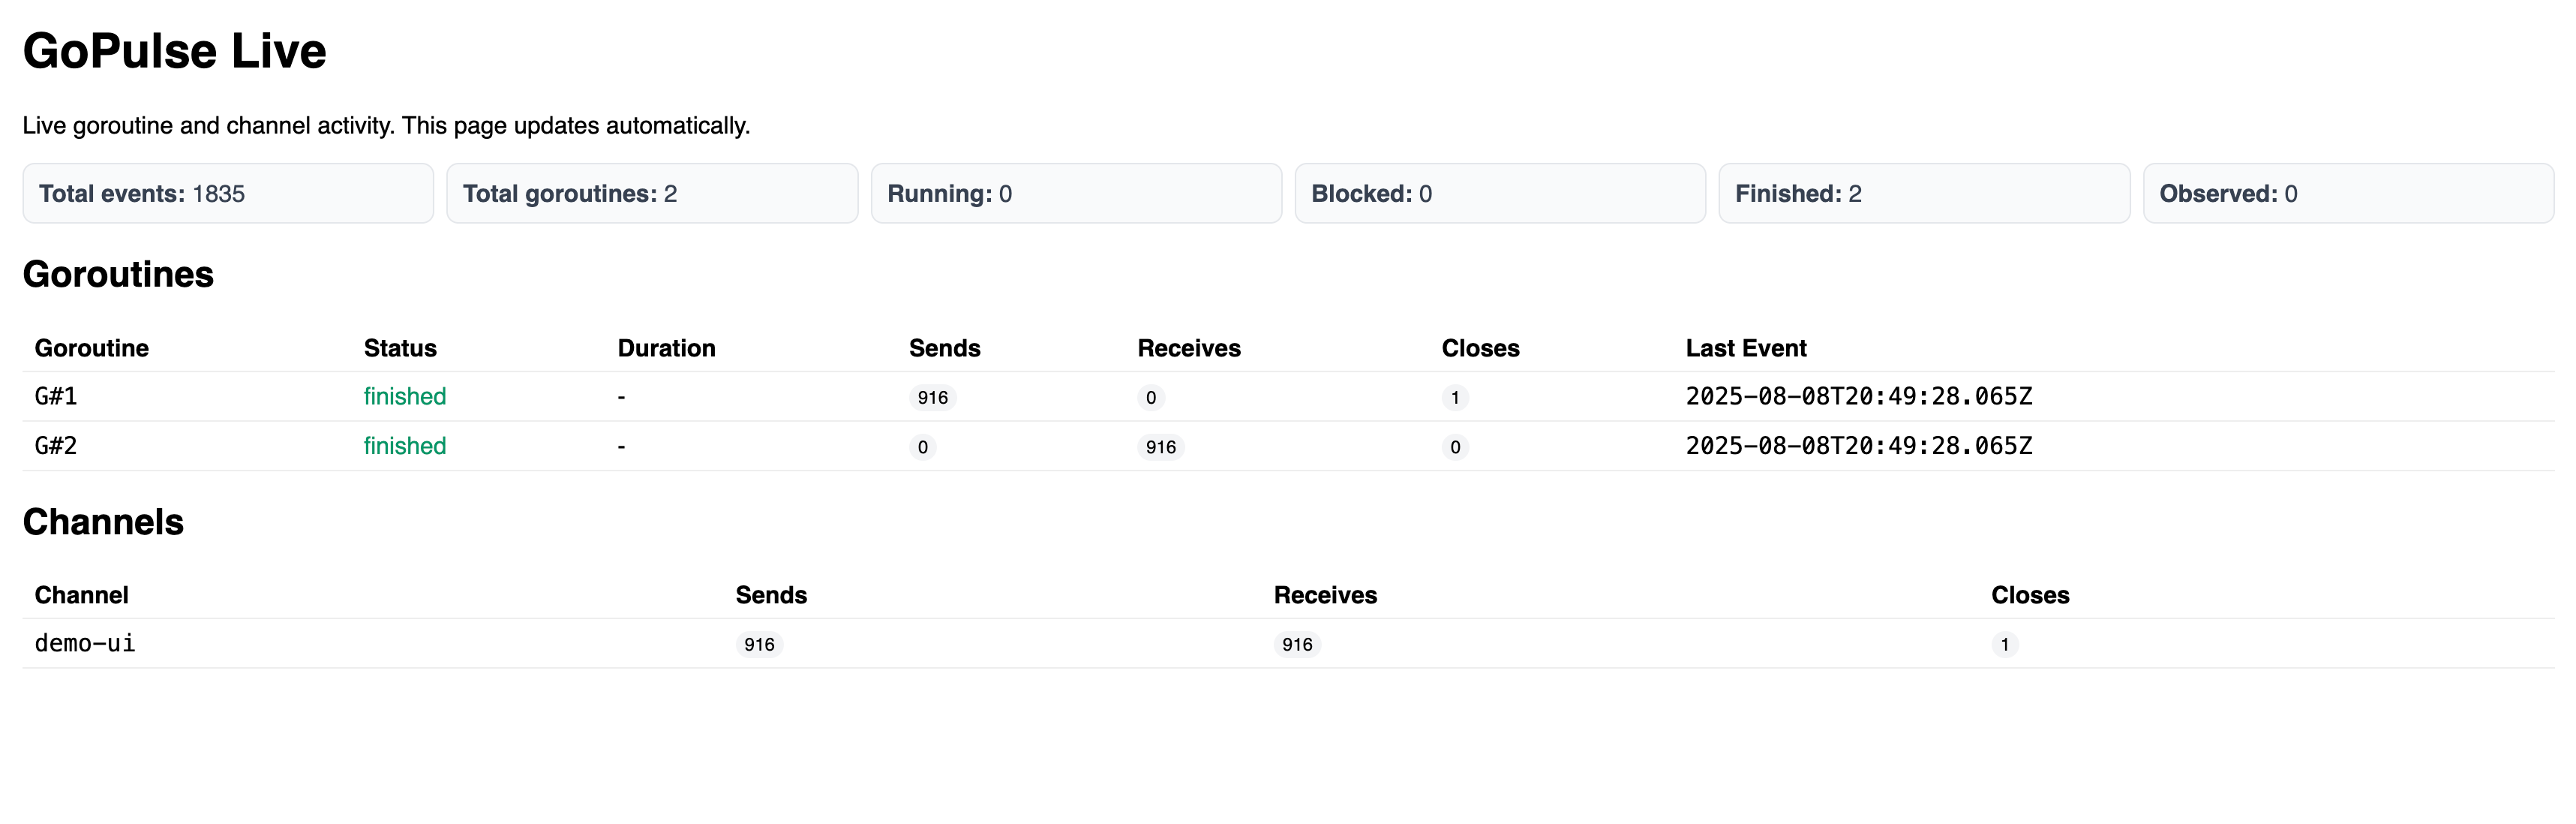 GoPulse Live
Live goroutine and channel activity. This page updates automatically.
Total events: 1835 Total goroutines: 2 Running: 0 Blocked: 0 Finished: 2 Observed: 0
Goroutines
Goroutine Status Duration Sends Receives Closes Last Event
G#1 finished - 916 0 1 2025-08-08T20:49:28.065Z
G#2 finished - 0 916 0 2025-08-08T20:49:28.065Z
Channels
Channel Sends Receives Closes
demo-ui 916 916 1